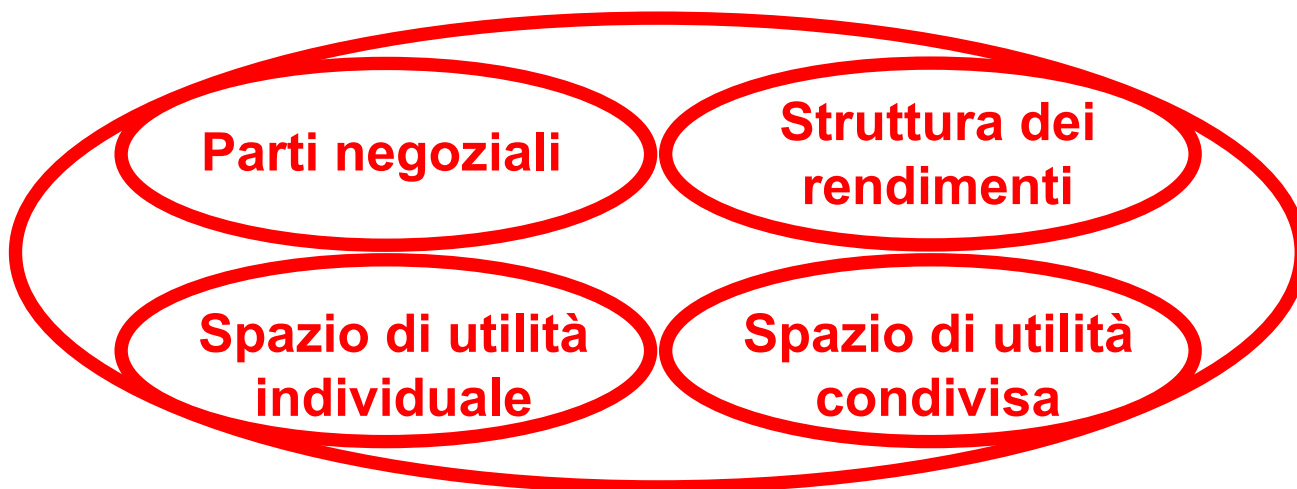 Parti negoziali
Struttura dei
rendimenti
Spazio di utilità
individuale
Spazio di utilità
condivisa